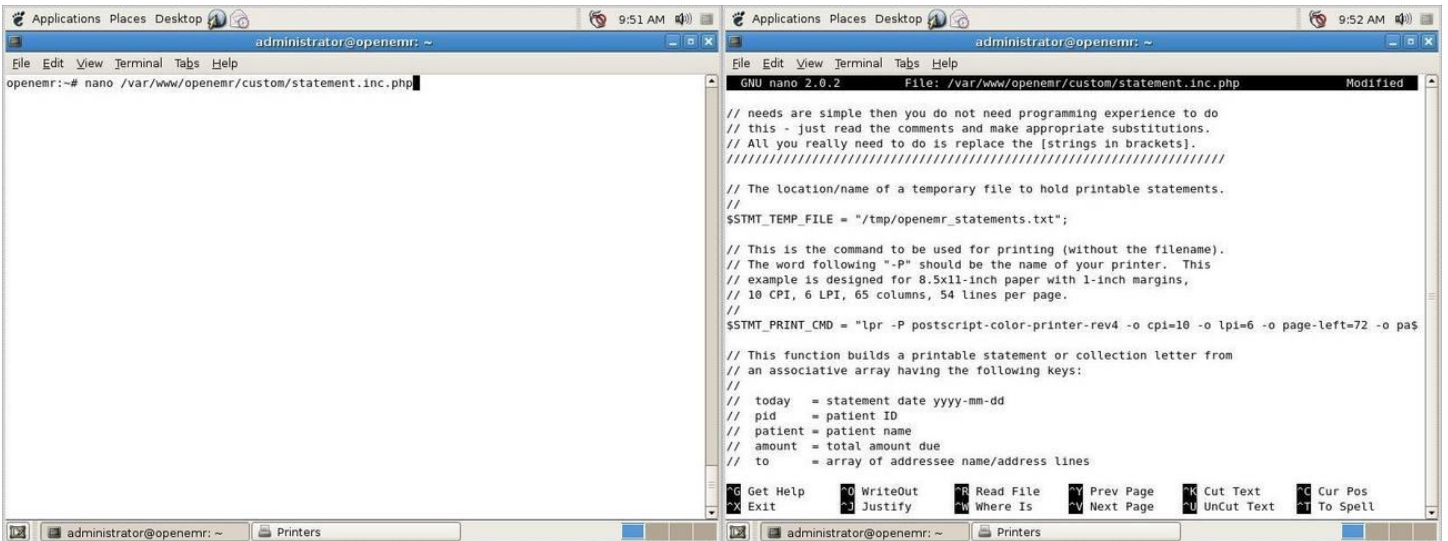 Applications Places Desktop
9:51 AM
administrator@openemr: ~
File Edit View Terminal Tabs Help
openemr:~# nano /var/www/openemr/custom/statement.inc.php
administrator@openemr: ~
Printers
Applications Places Desktop
9:52 AM
administrator@openemr: ~
File Edit View Terminal Tabs Help
GNU nano 2.0.2 File: /var/www/openemr/custom/statement.inc.php Modified
// needs are simple then you do not need programming experience to do
// this - just read the comments and make appropriate substitutions.
// All you really need to do is replace the [strings in brackets].
//////////////////////////////////////////////////////////////////////
// The location/name of a temporary file to hold printable statements.
//
$STMT_TEMP_FILE = "/tmp/openemr_statements.txt";
// This is the command to be used for printing (without the filename).
// The word following "-P" should be the name of your printer.  This
// example is designed for 8.5x11-inch paper with 1-inch margins,
// 10 CPI, 6 LPI, 65 columns, 54 lines per page.
//
$STMT_PRINT_CMD = "lpr -P postscript-color-printer-rev4 -o cpi=10 -o lpi=6 -o page-left=72 -o pa$
// This function builds a printable statement or collection letter from
// an associative array having the following keys:
//
//  today   = statement date yyyy-mm-dd
//  pid     = patient ID
//  patient = patient name
//  amount  = total amount due
//  to      = array of addressee name/address lines
^G Get Help ^O WriteOut ^R Read File ^Y Prev Page ^K Cut Text ^C Cur Pos
^X Exit ^J Justify ^W Where Is ^V Next Page ^U UnCut Text ^T To Spell
administrator@openemr: ~
Printers